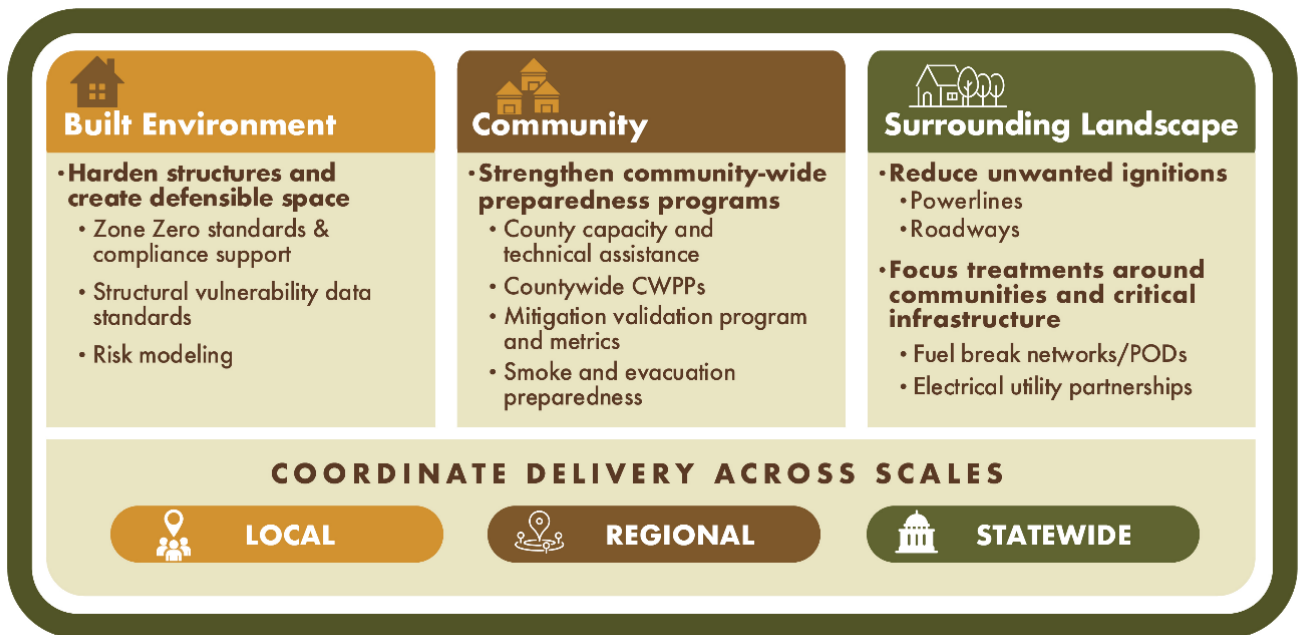 Built Environment
• Harden structures and
create defensible space
• Zone Zero standards &
compliance support
• Structural vulnerability data
standards
• Risk modeling
Community
• Strengthen community-wide
preparedness programs
• County capacity and
technical assistance
• Countywide CWPPs
• Mitigation validation program
and metrics
• Smoke and evacuation
preparedness
Surrounding Landscape
• Reduce unwanted ignitions
• Powerlines
• Roadways
• Focus treatments around
communities and critical
infrastructure
• Fuel break networks/PODs
• Electrical utility partnerships
COORDINATE DELIVERY ACROSS SCALES
LOCAL
REGIONAL
STATEWIDE